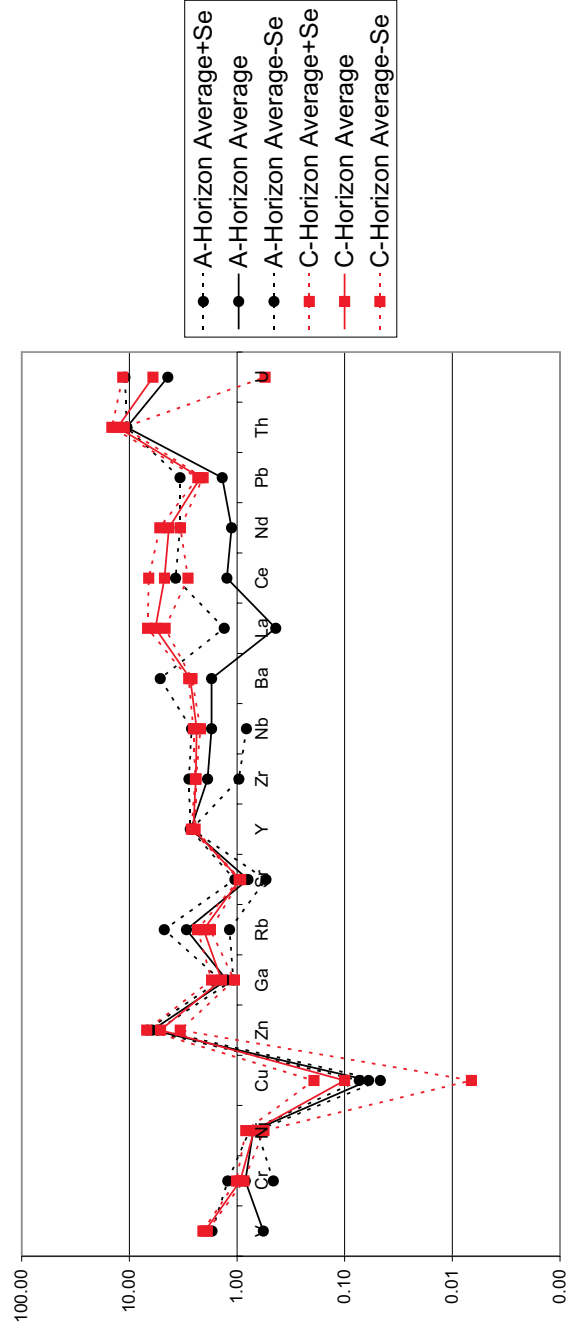 A-Horizon Average+Se
A-Horizon Average
A-Horizon Average-Se
C-Horizon Average+Se
C-Horizon Average
C-Horizon Average-Se
100.00
10.00
1.00
0.10
0.01
0.00
V
Cr
Ni
Cu
Zn
Ga
Rb
Sr
Y
Zr
Nb
Ba
La
Ce
Nd
Pb
Th
U